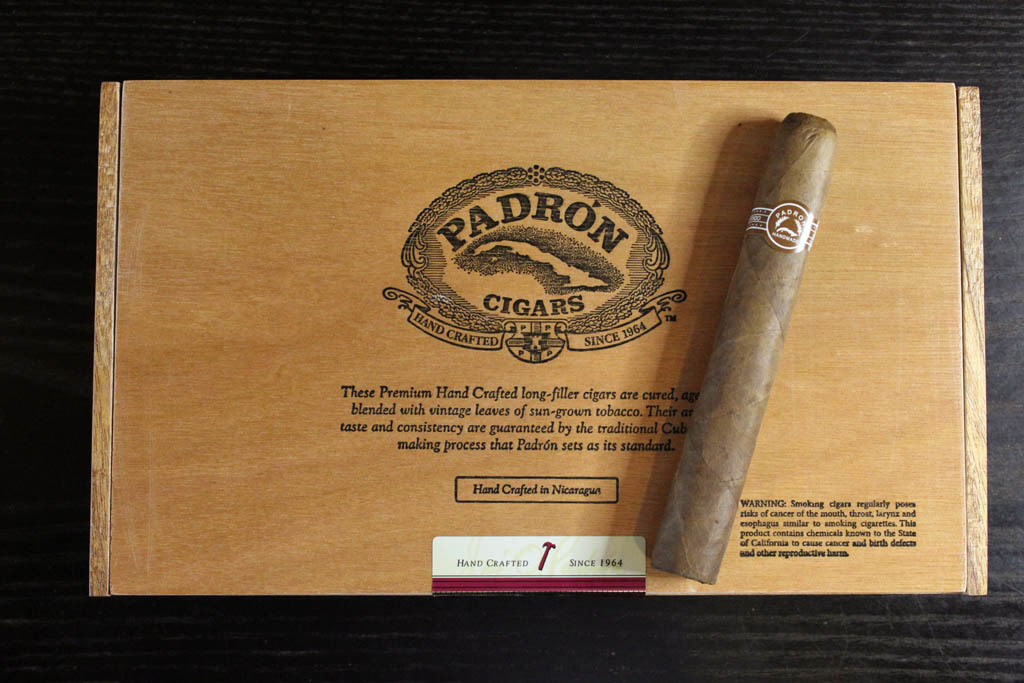 PADRÓN
CIGARS
HAND CRAFTED
SINCE 1964
TM
P P
P P
These Premium Hand Crafted long-filler cigars are cured,
blended with vintage leaves of sun-grown tobacco. Their
taste and consistency are guaranteed by the traditional
making process that Padrón sets as its standard.
Hand Crafted in Nicaragua
PADRÓN
HANDMADE
WARNING: Smoking cigars regularly poses
risks of cancer of the mouth, throat, larynx and
esophagus similar to smoking cigarettes. This
product contains chemicals known to the State
of California to cause cancer and birth defects
and other reproductive harm.
HAND CRAFTED SINCE 1964